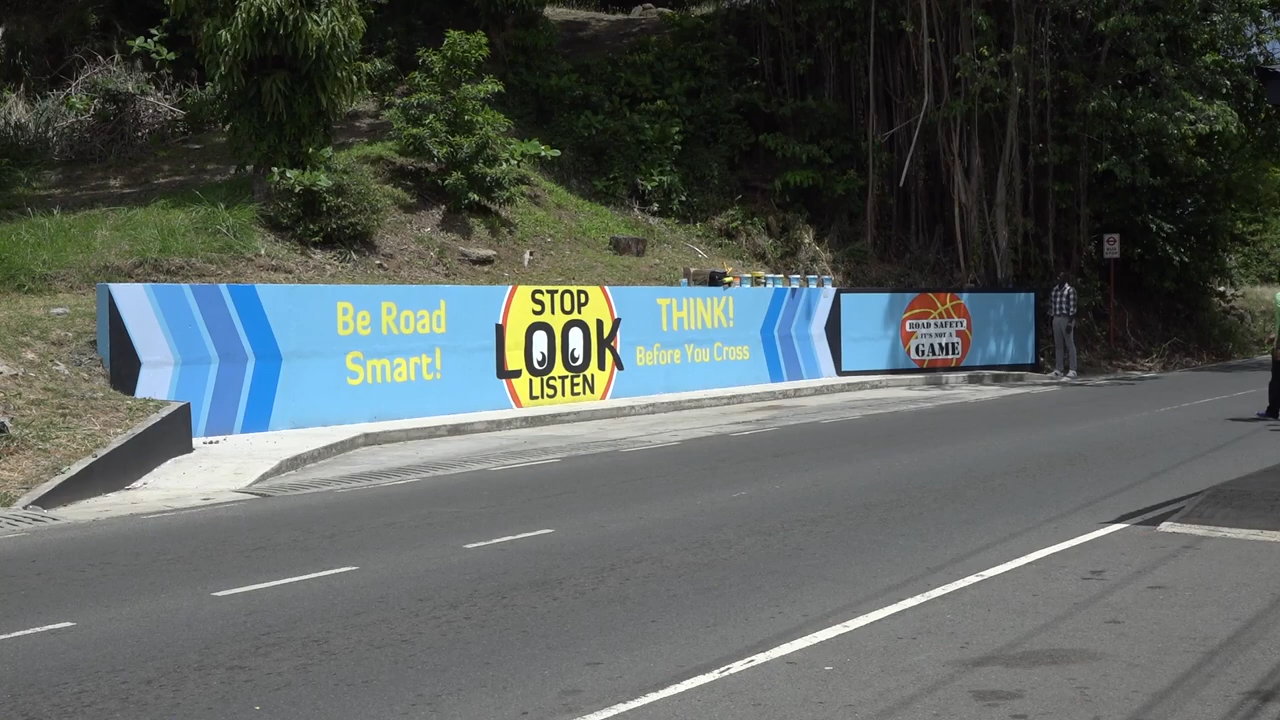 Be Road
Smart!
STOP
LOOK
LISTEN
THINK!
Before You Cross
ROAD SAFETY
IT'S NOT A
GAME